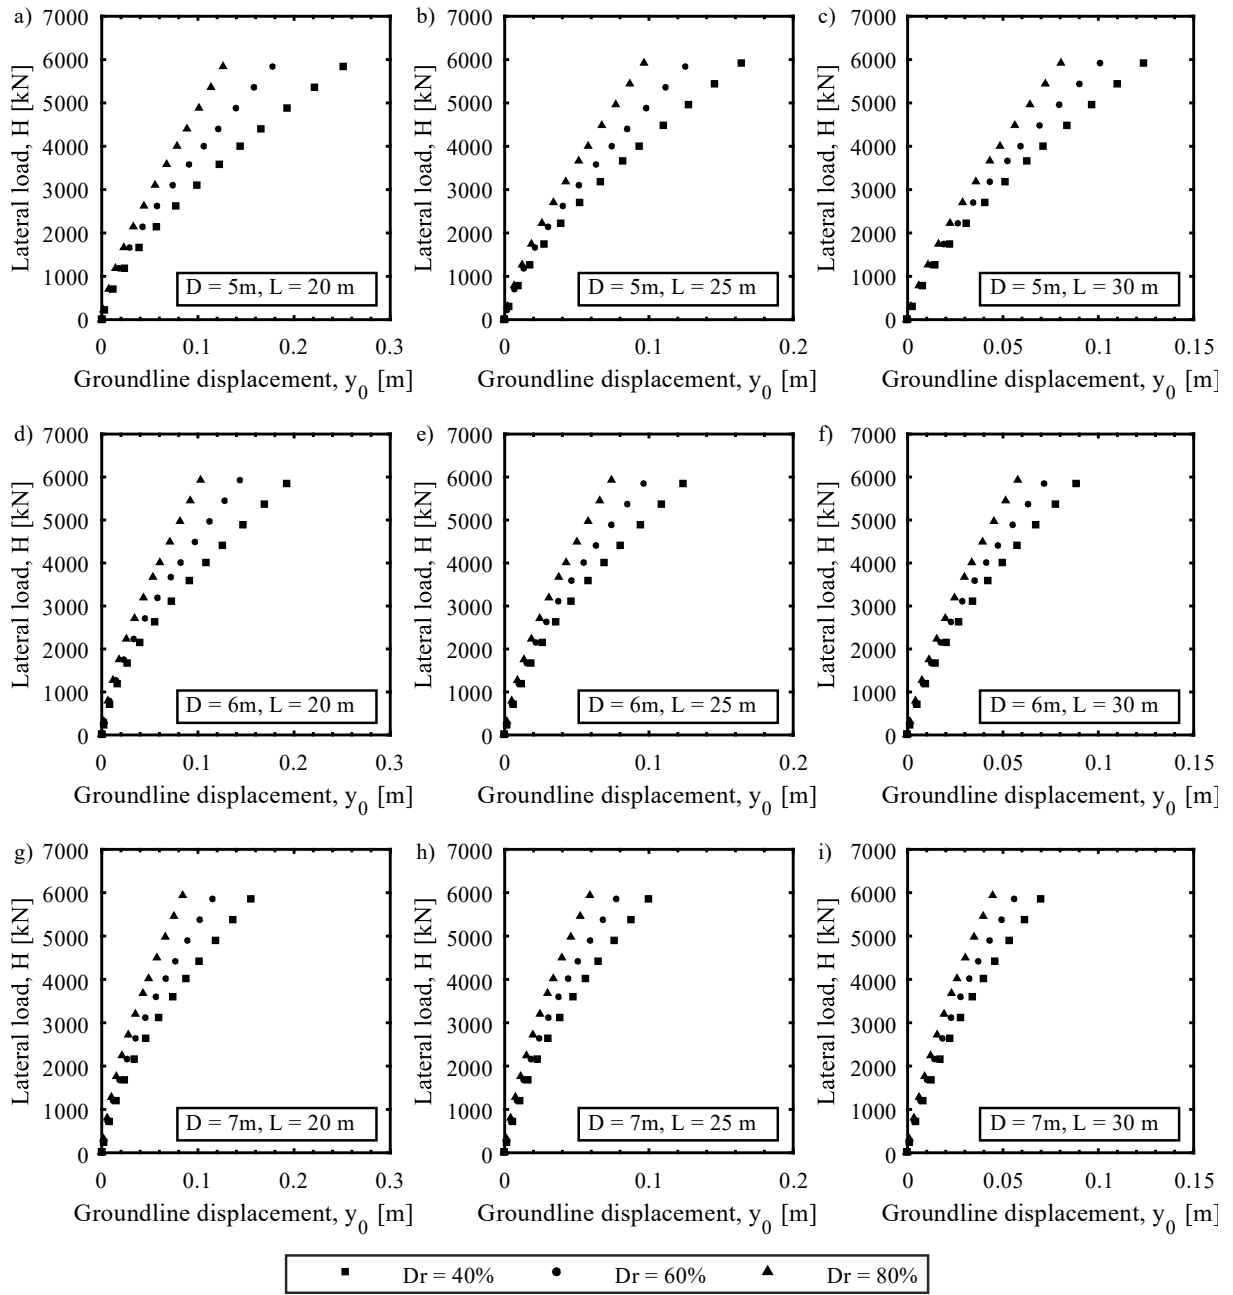 a) b) c)
7000 7000 7000
6000 6000 6000
5000 5000 5000
4000 4000 4000
3000 3000 3000
2000 2000 2000
1000 1000 1000
0 0 0
Lateral load, H [kN] Lateral load, H [kN] Lateral load, H [kN]
D = 5m, L = 20 m D = 5m, L = 25 m D = 5m, L = 30 m
0 0.1 0.2 0.3 0 0.1 0.2 0 0.05 0.1 0.15
Groundline displacement, y0 [m] Groundline displacement, y0 [m] Groundline displacement, y0 [m]
d) e) f)
7000 7000 7000
6000 6000 6000
5000 5000 5000
4000 4000 4000
3000 3000 3000
2000 2000 2000
1000 1000 1000
0 0 0
Lateral load, H [kN] Lateral load, H [kN] Lateral load, H [kN]
D = 6m, L = 20 m D = 6m, L = 25 m D = 6m, L = 30 m
0 0.1 0.2 0.3 0 0.1 0.2 0 0.05 0.1 0.15
Groundline displacement, y0 [m] Groundline displacement, y0 [m] Groundline displacement, y0 [m]
g) h) i)
7000 7000 7000
6000 6000 6000
5000 5000 5000
4000 4000 4000
3000 3000 3000
2000 2000 2000
1000 1000 1000
0 0 0
Lateral load, H [kN] Lateral load, H [kN] Lateral load, H [kN]
D = 7m, L = 20 m D = 7m, L = 25 m D = 7m, L = 30 m
0 0.1 0.2 0.3 0 0.1 0.2 0 0.05 0.1 0.15
Groundline displacement, y0 [m] Groundline displacement, y0 [m] Groundline displacement, y0 [m]
Dr = 40% Dr = 60% Dr = 80%